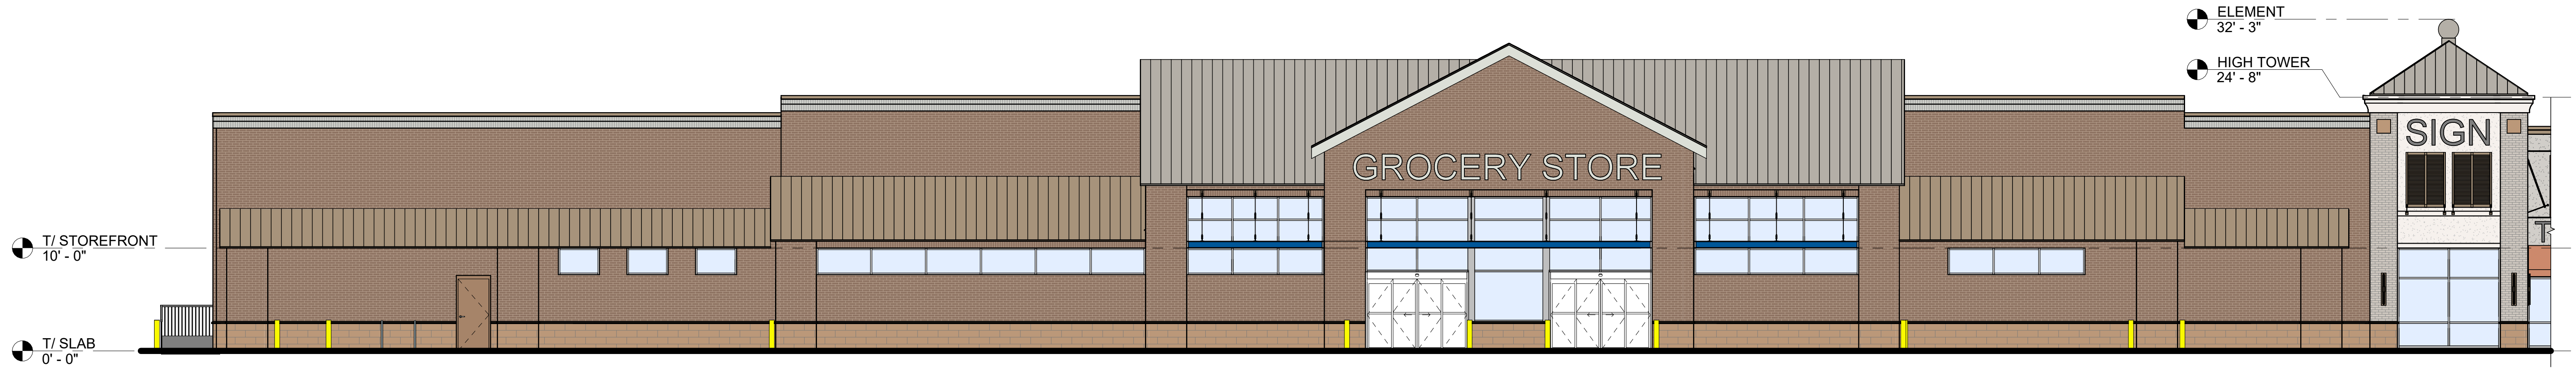 ELEMENT
32' - 3"
HIGH TOWER
24' - 8"
SIGN
GROCERY STORE
T/ STOREFRONT
10' - 0"
T
T/ SLAB
0' - 0"